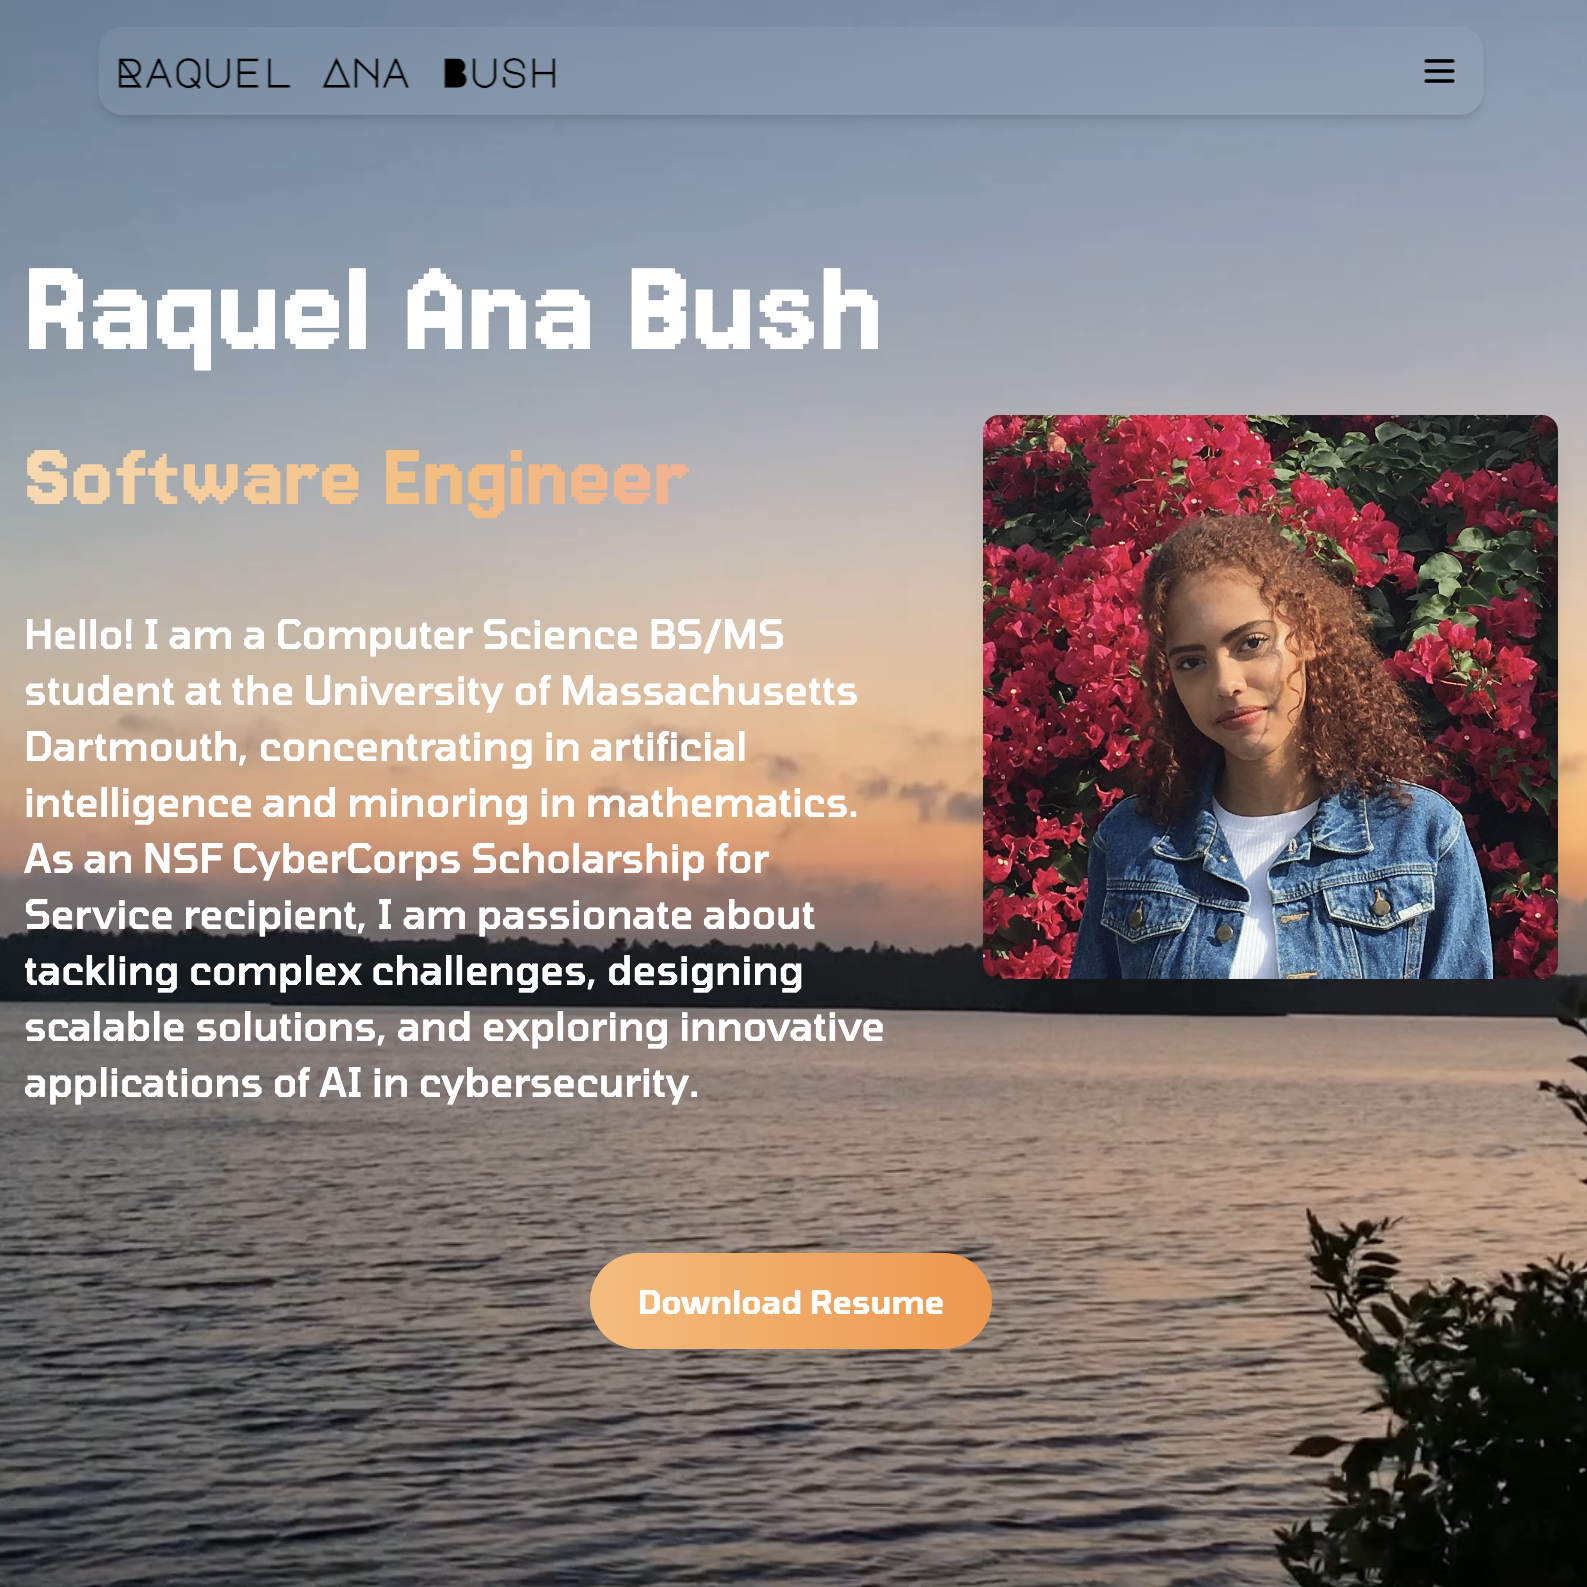 RAQUEL ANA BUSH
Raquel Ana Bush
Software Engineer
Hello! I am a Computer Science BS/MS
student at the University of Massachusetts
Dartmouth, concentrating in artificial
intelligence and minoring in mathematics.
As an NSF CyberCorps Scholarship for
Service recipient, I am passionate about
tackling complex challenges, designing
scalable solutions, and exploring innovative
applications of AI in cybersecurity.
Download Resume